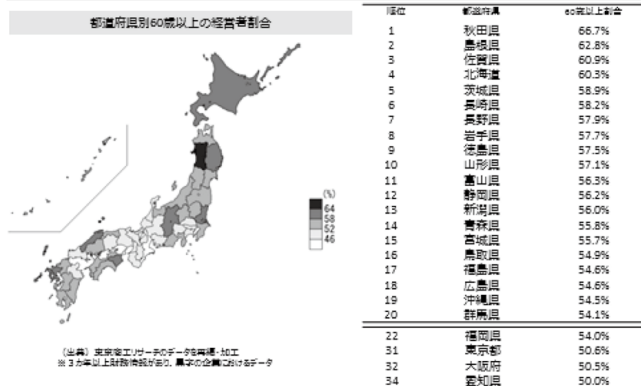 都道府県別60歳以上の経営者割合
(%)
64
58
52
46
(出典) 東京商工リサーチのデータを再編・加工
※3カ年以上財務情報があり、黒字の企業におけるデータ
順位 都道府県 60歳以上割合
1 秋田県 66.7%
2 島根県 62.8%
3 佐賀県 60.9%
4 北海道 60.3%
5 茨城県 58.9%
6 長崎県 58.2%
7 長野県 57.9%
8 岩手県 57.7%
9 徳島県 57.5%
10 山形県 57.1%
11 富山県 56.3%
12 静岡県 56.2%
13 新潟県 56.0%
14 青森県 55.8%
15 宮城県 55.7%
16 鳥取県 54.9%
17 福島県 54.6%
18 広島県 54.6%
19 沖縄県 54.5%
20 群馬県 54.1%
22 福岡県 54.0%
31 東京都 50.6%
32 大阪府 50.5%
34 愛知県 50.0%